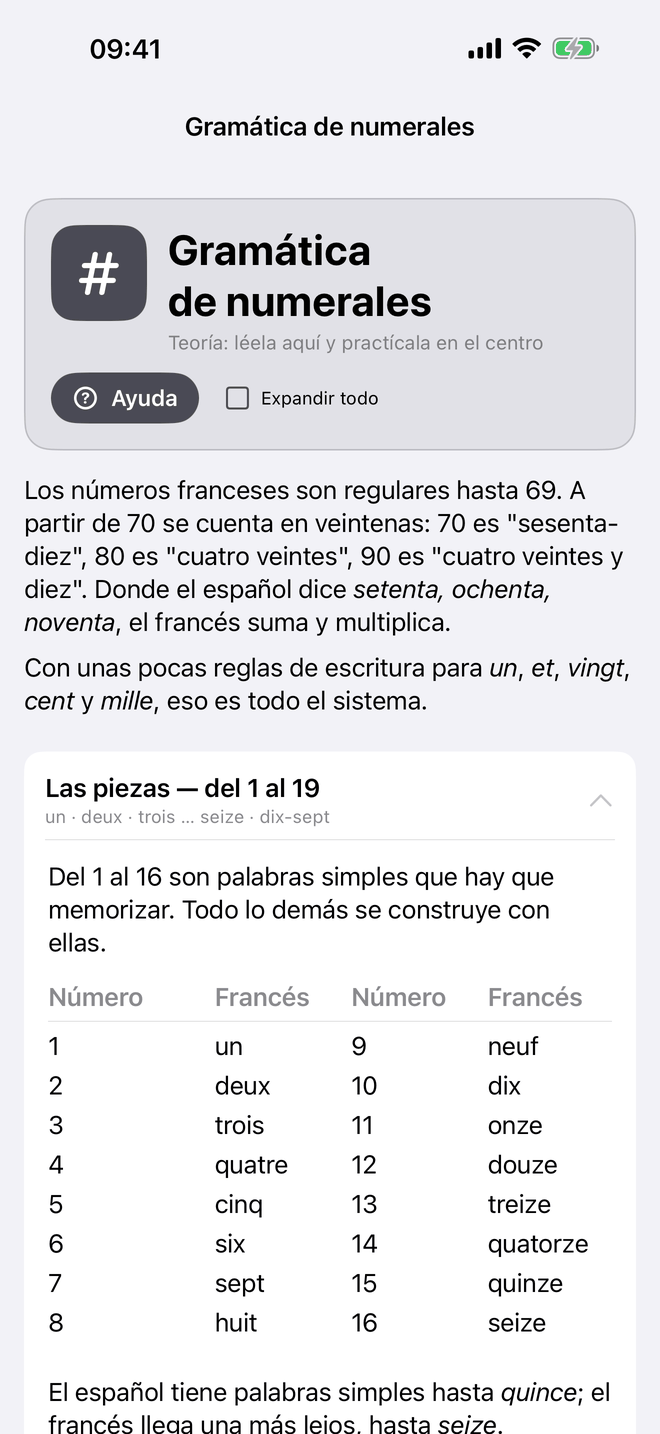 09:41
Gramática de numerales
#
Gramática
de numerales
Teoría: léela aquí y practícala en el centro
Ayuda
Expandir todo
Los números franceses son regulares hasta 69. A
partir de 70 se cuenta en veintenas: 70 es "sesenta-
diez", 80 es "cuatro veintes", 90 es "cuatro veintes y
diez". Donde el español dice setenta, ochenta,
noventa, el francés suma y multiplica.
Con unas pocas reglas de escritura para un, et, vingt,
cent y mille, eso es todo el sistema.
Las piezas — del 1 al 19
un · deux · trois ... seize · dix-sept
Del 1 al 16 son palabras simples que hay que
memorizar. Todo lo demás se construye con
ellas.
Número Francés Número Francés
1 un 9 neuf
2 deux 10 dix
3 trois 11 onze
4 quatre 12 douze
5 cinq 13 treize
6 six 14 quatorze
7 sept 15 quinze
8 huit 16 seize
El español tiene palabras simples hasta quince; el
francés llega una más lejos, hasta seize.